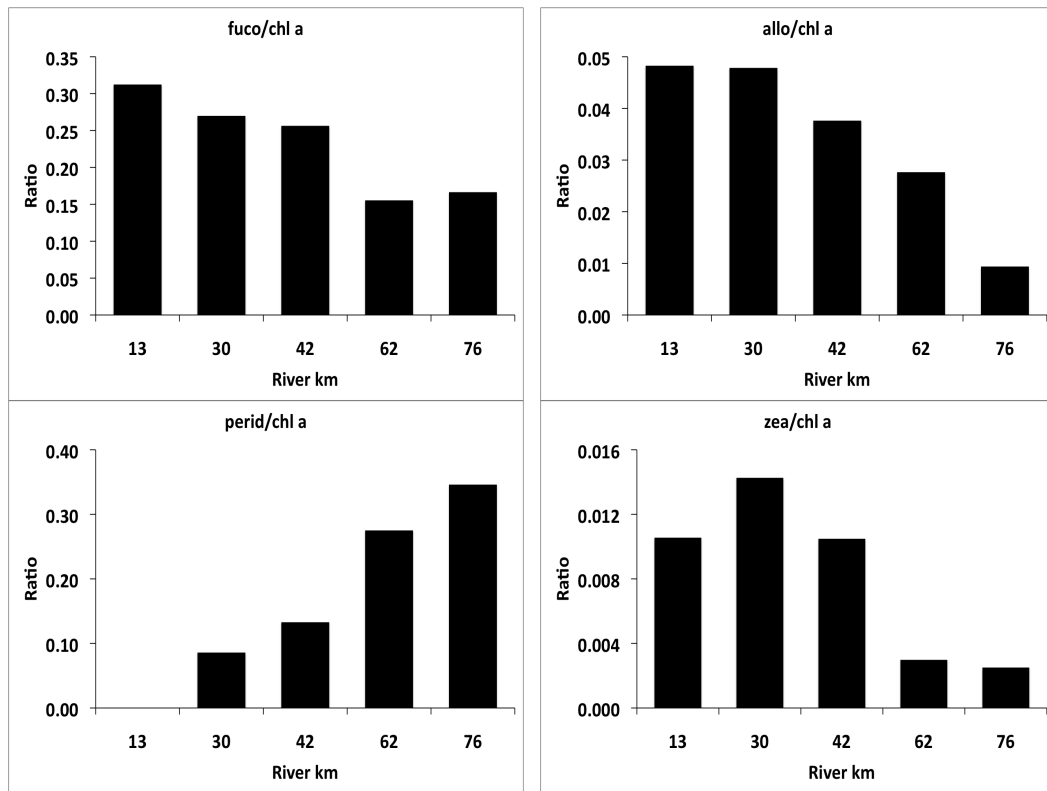 fuco/chl a
0.35
0.30
0.25
0.20
0.15
0.10
0.05
0.00
Ratio
13 30 42 62 76
River km
allo/chl a
0.05
0.04
0.03
0.02
0.01
0.00
Ratio
13 30 42 62 76
River km
perid/chl a
0.40
0.30
0.20
0.10
0.00
Ratio
13 30 42 62 76
River km
zea/chl a
0.016
0.012
0.008
0.004
0.000
Ratio
13 30 42 62 76
River km